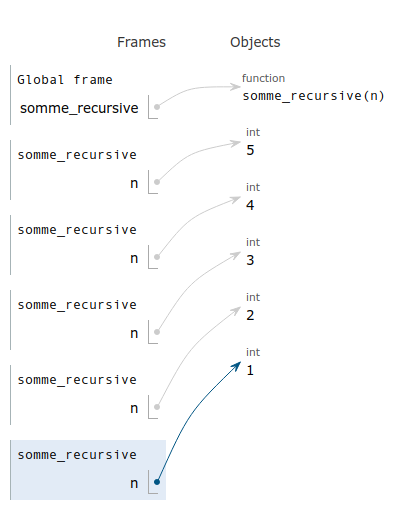 Frames Objects
Global frame
somme_recursive
function
somme_recursive(n)
somme_recursive
n
int
5
somme_recursive
n
int
4
somme_recursive
n
int
3
somme_recursive
n
int
2
somme_recursive
n
int
1